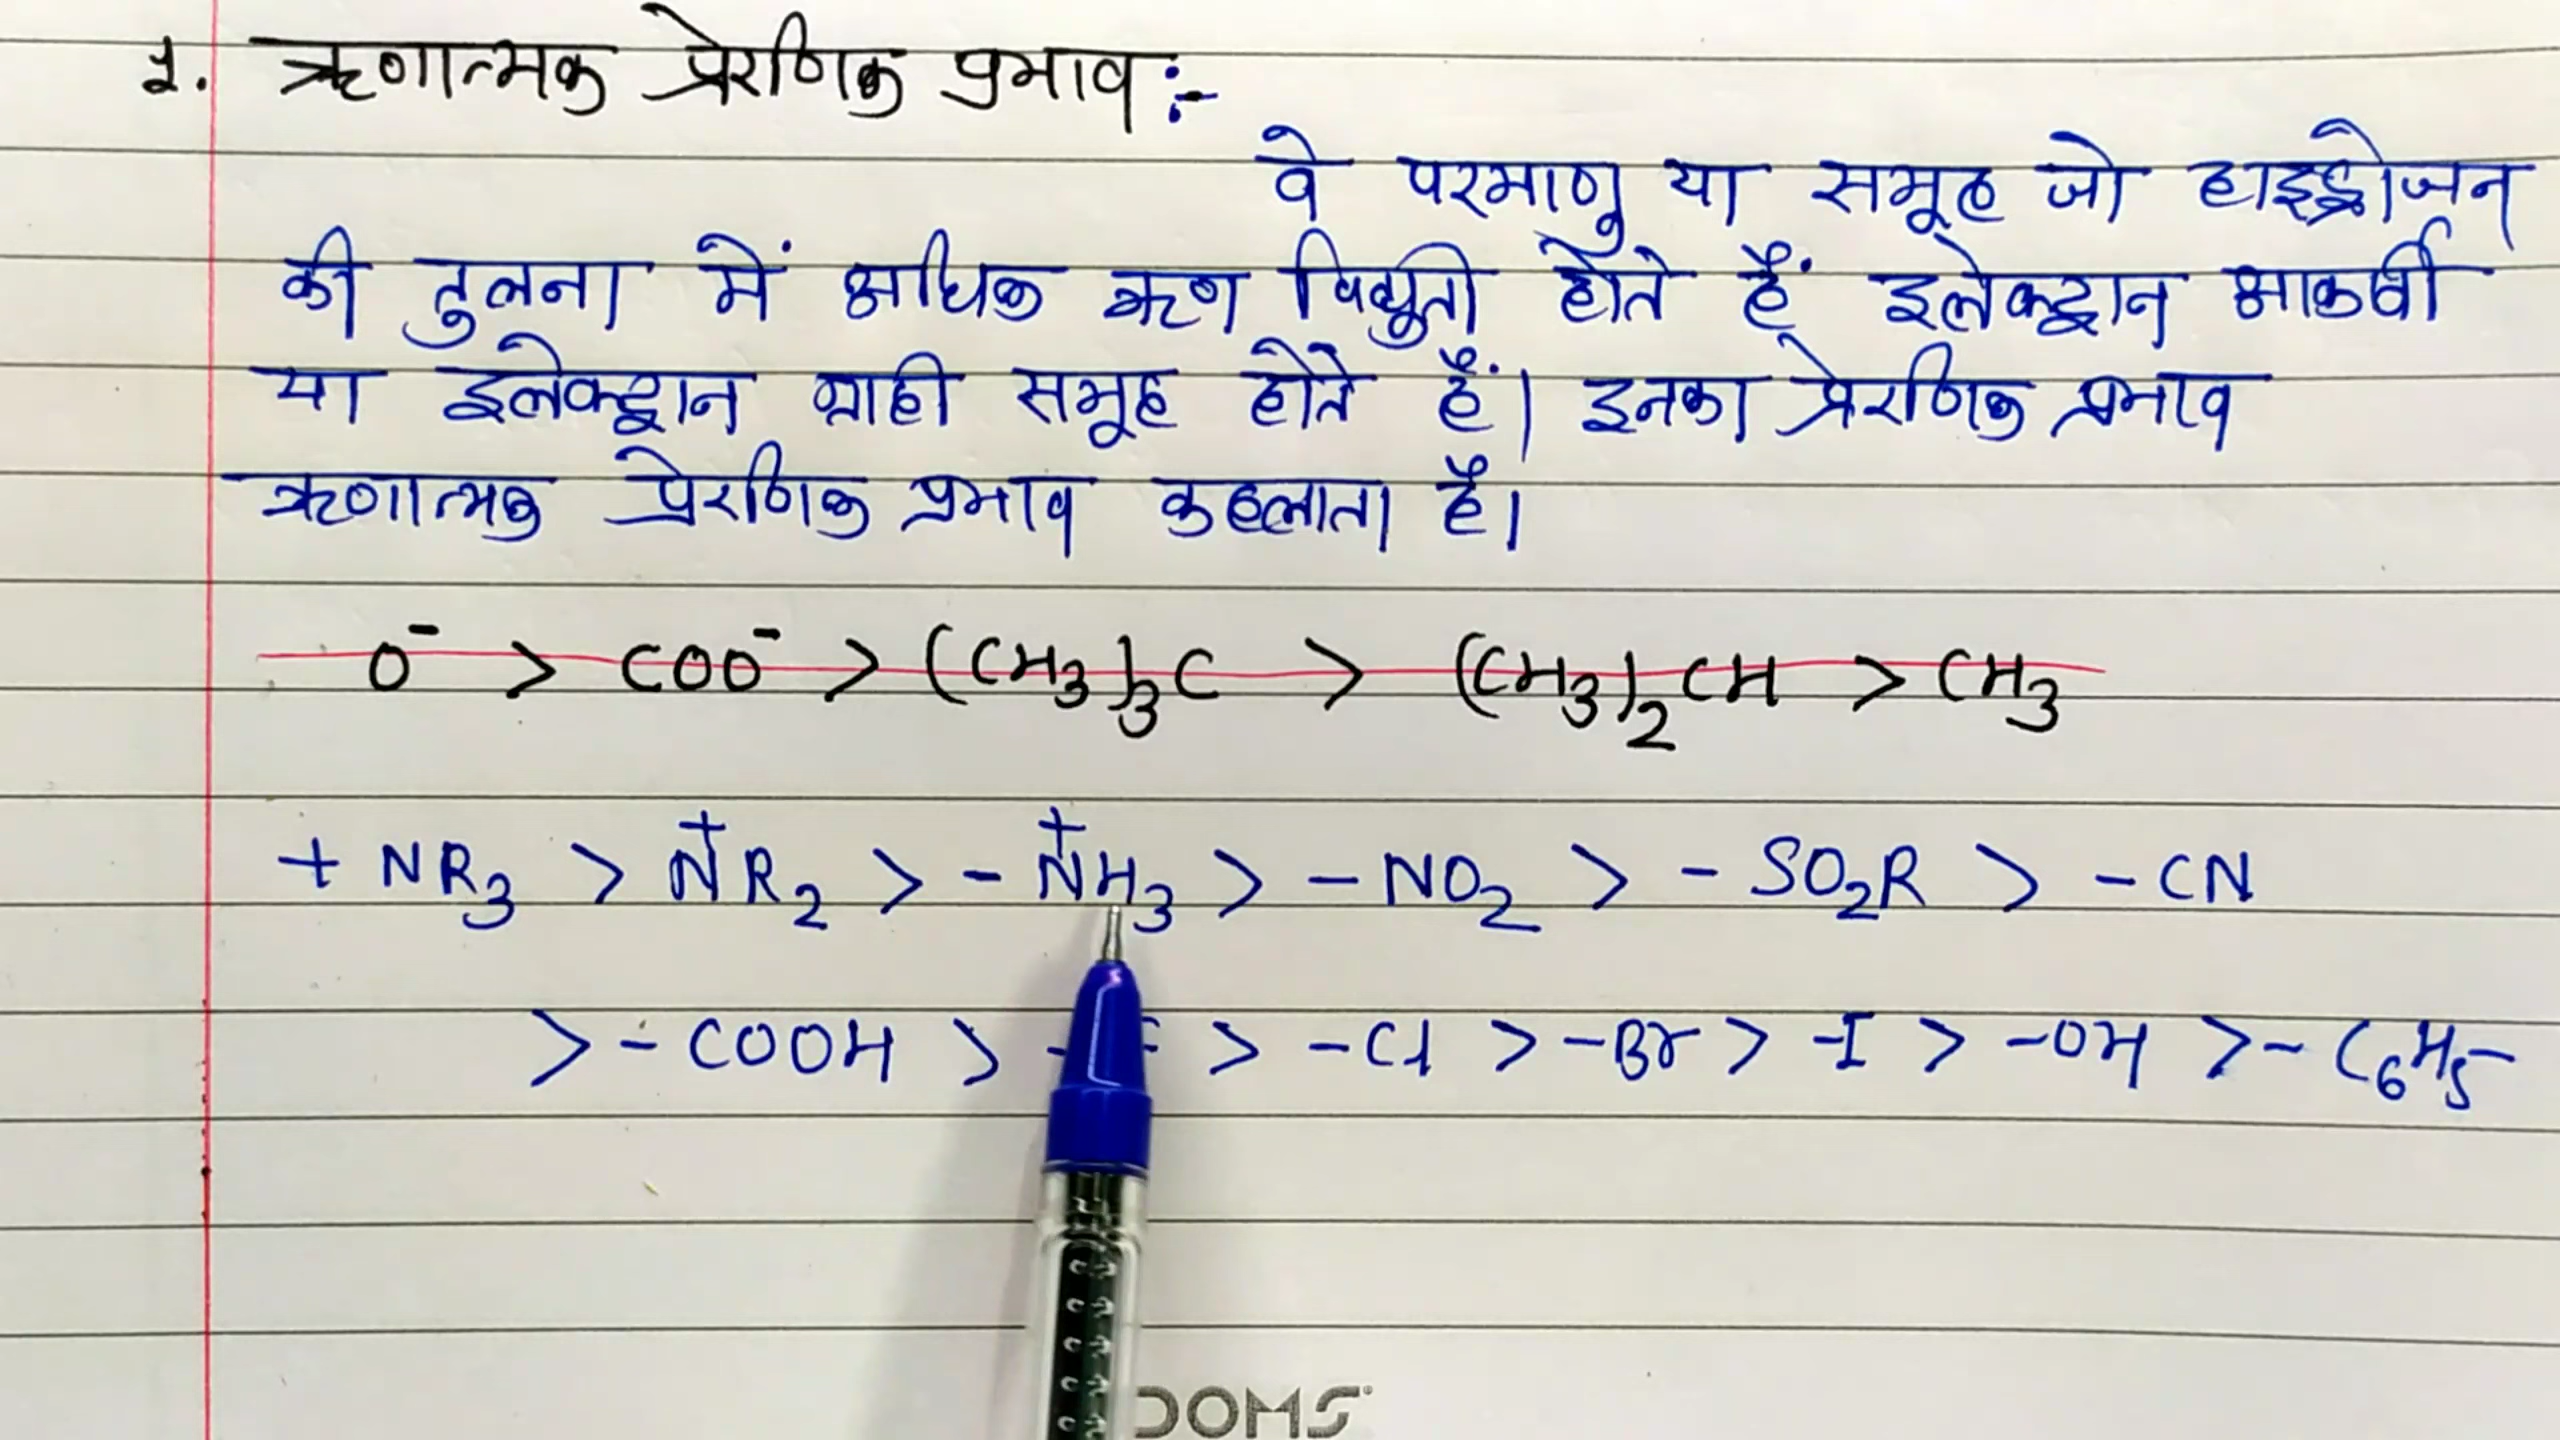 1. ऋणात्मक प्रेरणिक प्रभाव :-
वे परमाणु या समूह जो हाइड्रोजन
की तुलना में अधिक ऋण विद्युती होते हैं इलेक्ट्रान आकर्षी
या इलेक्ट्रान ग्राही समूह होते हैं। इनका प्रेरणिक प्रभाव
ऋणात्मक प्रेरणिक प्रभाव कहलाता है।
O⁻ > COO⁻ > (CH₃)₃C > (CH₃)₂CH > CH₃
+ NR₃ > N⁺R₂ > - N⁺H₃ > - NO₂ > - SO₂R > - CN
> - COOH > - F > - Cl > - Br > - I > - OH > - C₆H₅-
DOMS